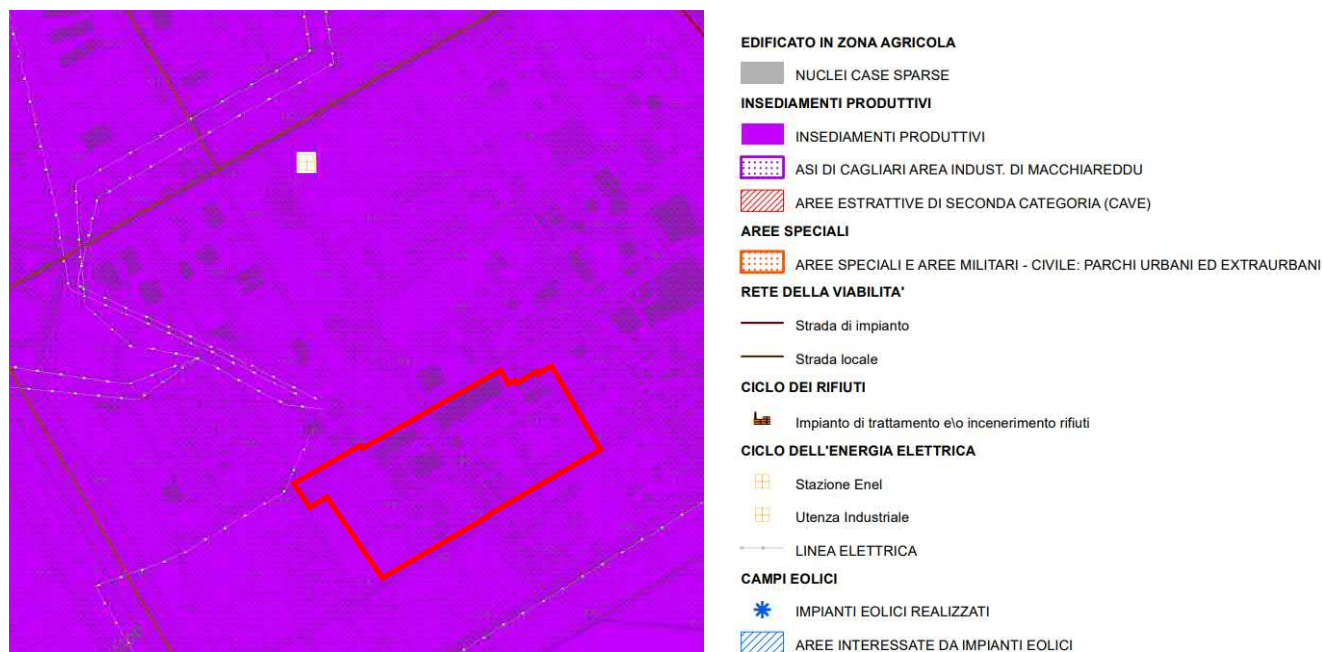 EDIFICATO IN ZONA AGRICOLA
NUCLEI CASE SPARSE
INSEDIAMENTI PRODUTTIVI
INSEDIAMENTI PRODUTTIVI
ASI DI CAGLIARI AREA INDUST. DI MACCHIAREDDU
AREE ESTRATTIVE DI SECONDA CATEGORIA (CAVE)
AREE SPECIALI
AREE SPECIALI E AREE MILITARI - CIVILE: PARCHI URBANI ED EXTRAURBANI
RETE DELLA VIABILITA'
Strada di impianto
Strada locale
CICLO DEI RIFIUTI
Impianto di trattamento e\o incenerimento rifiuti
CICLO DELL'ENERGIA ELETTRICA
Stazione Enel
Utenza Industriale
LINEA ELETTRICA
CAMPI EOLICI
IMPIANTI EOLICI REALIZZATI
AREE INTERESSATE DA IMPIANTI EOLICI